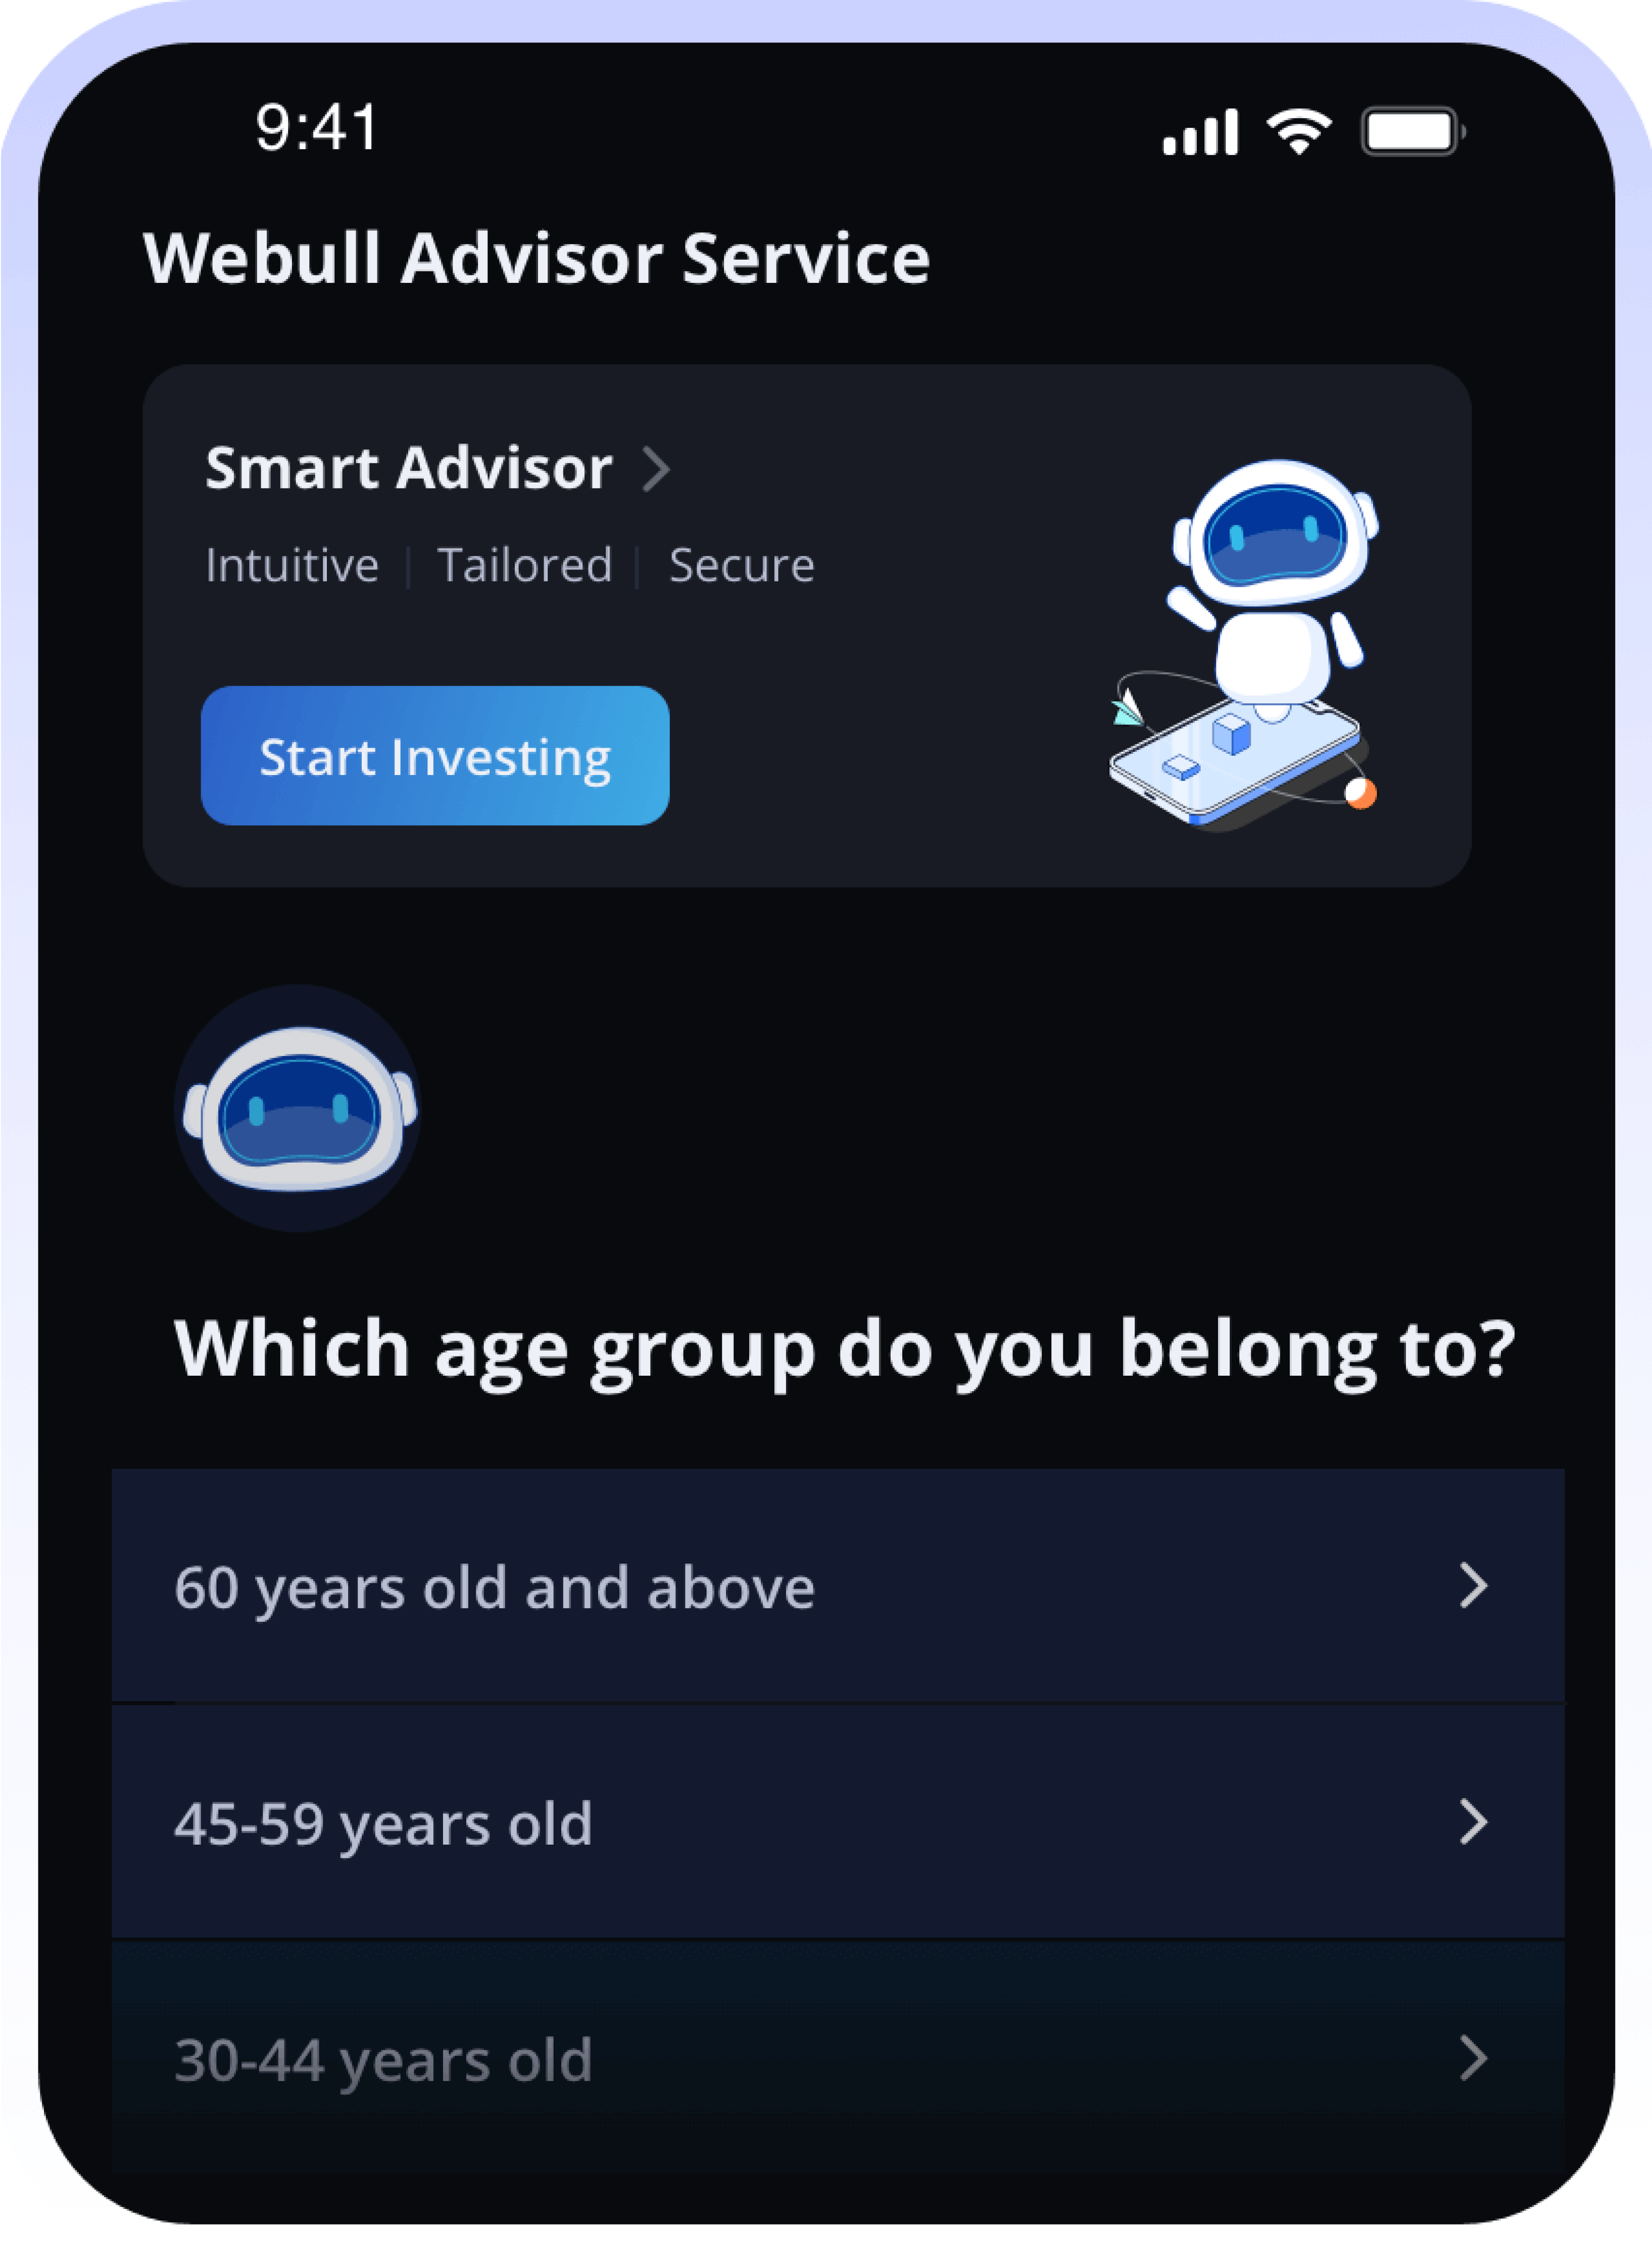 9:41
Webull Advisor Service
Smart Advisor
Intuitive | Tailored | Secure
Start Investing
Which age group do you belong to?
60 years old and above
45-59 years old
30-44 years old